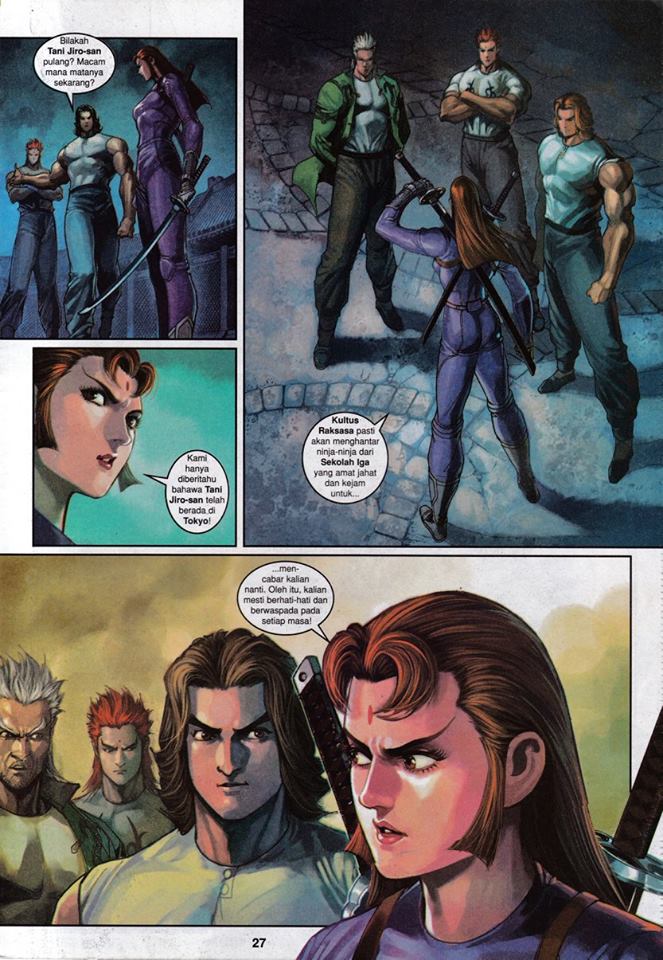 Bilakah
Tani Jiro-san
pulang? Macam
mana matanya
sekarang?
Kultus
Raksasa pasti
akan menghantar
ninja-ninja dari
Sekolah Iga
yang amat jahat
dan kejam
untuk...
Kami
hanya
diberitahu
bahawa Tani
Jiro-san telah
berada di
Tokyo!
...men-
cabar kalian
nanti. Oleh itu, kalian
mesti berhati-hati dan
berwaspada pada
setiap masa!
27